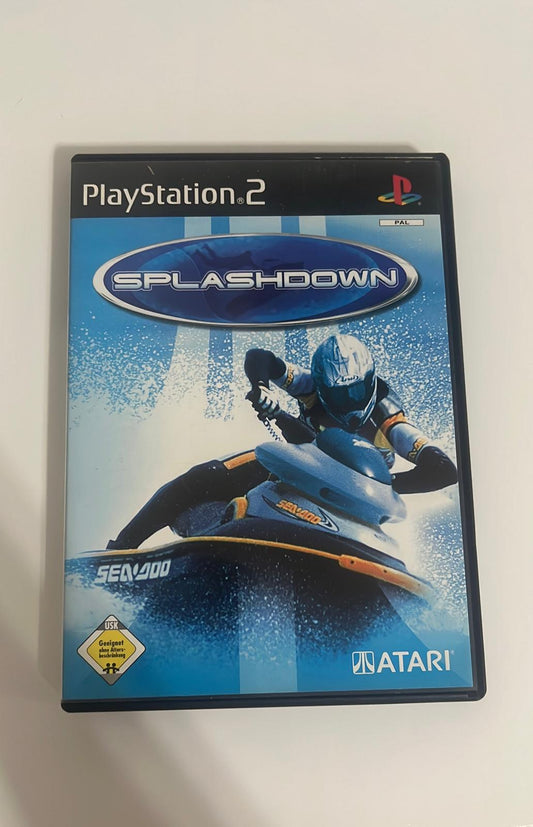 PlayStation®2
PAL
SPLASHDOWN
SEA-DOO
SEA-DOO
USK
Geeignet
ohne Alters-
beschränkung
ATARI®